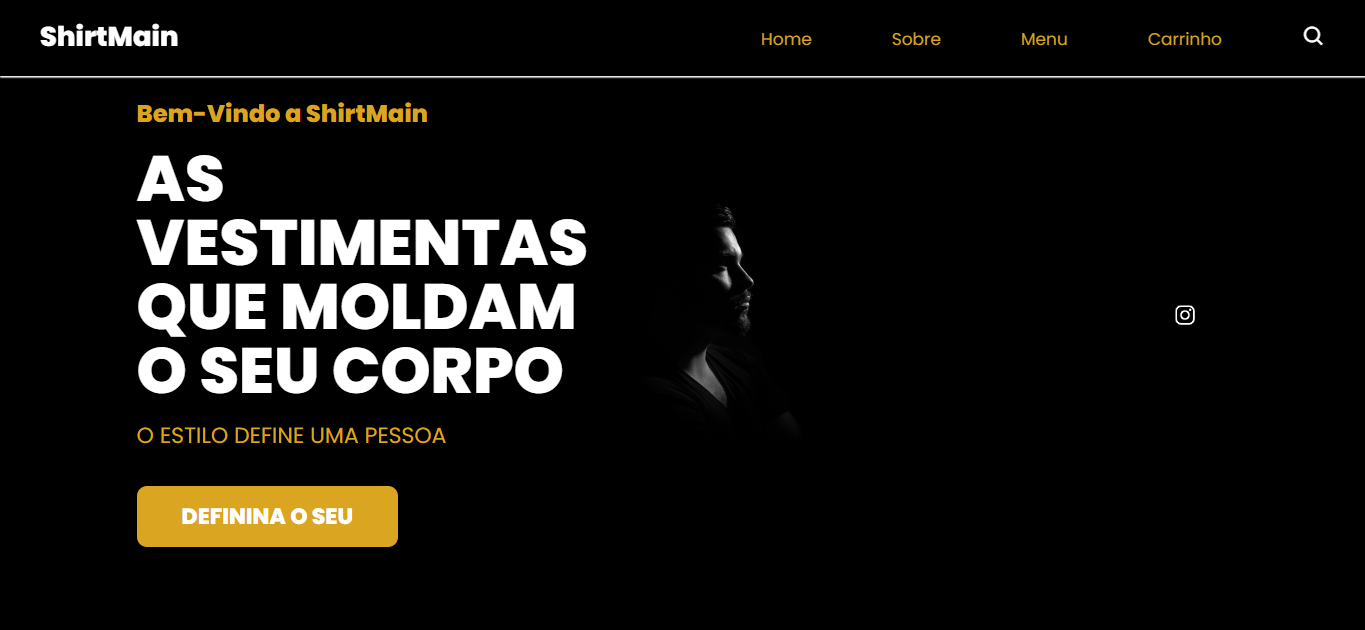 ShirtMain
Home
Sobre
Menu
Carrinho
Bem-Vindo a ShirtMain
AS
VESTIMENTAS
QUE MOLDAM
O SEU CORPO
O ESTILO DEFINE UMA PESSOA
DEFININA O SEU